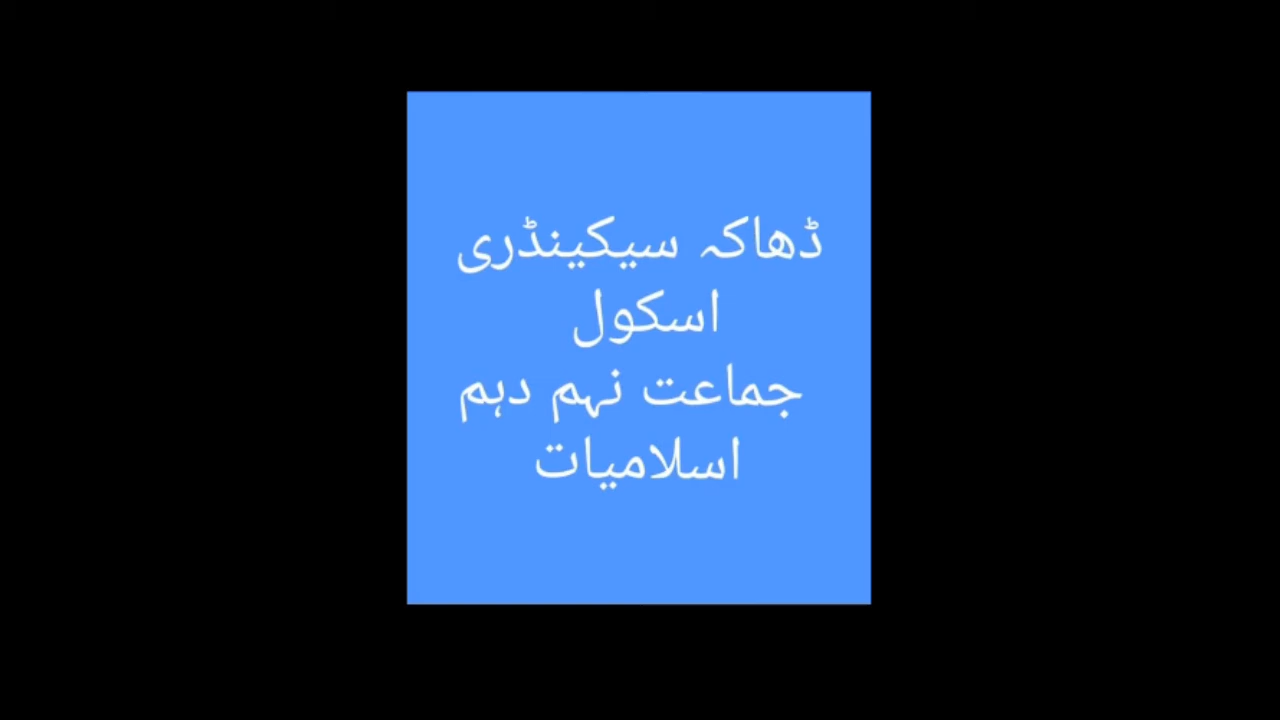 ڈھاکہ سیکینڈری
اسکول
جماعت نہم دہم
اسلامیات